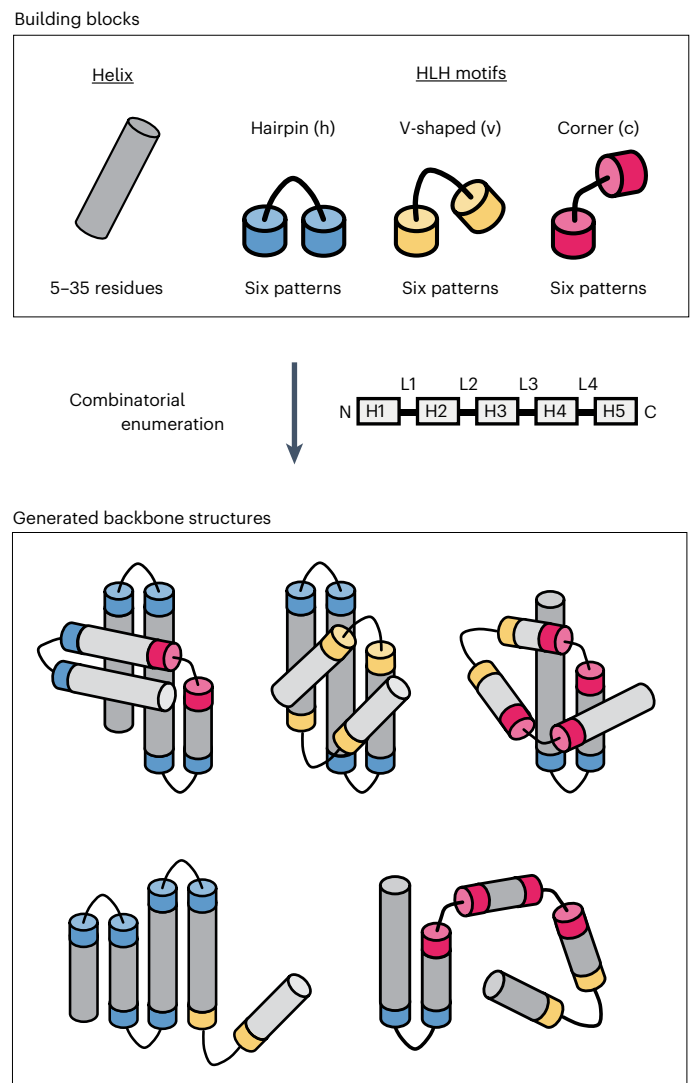 Building blocks
Helix
HLH motifs
Hairpin (h)
V-shaped (v)
Corner (c)
5–35 residues
Six patterns
Six patterns
Six patterns
Combinatorial
enumeration
L1 L2 L3 L4
N H1 H2 H3 H4 H5 C
Generated backbone structures